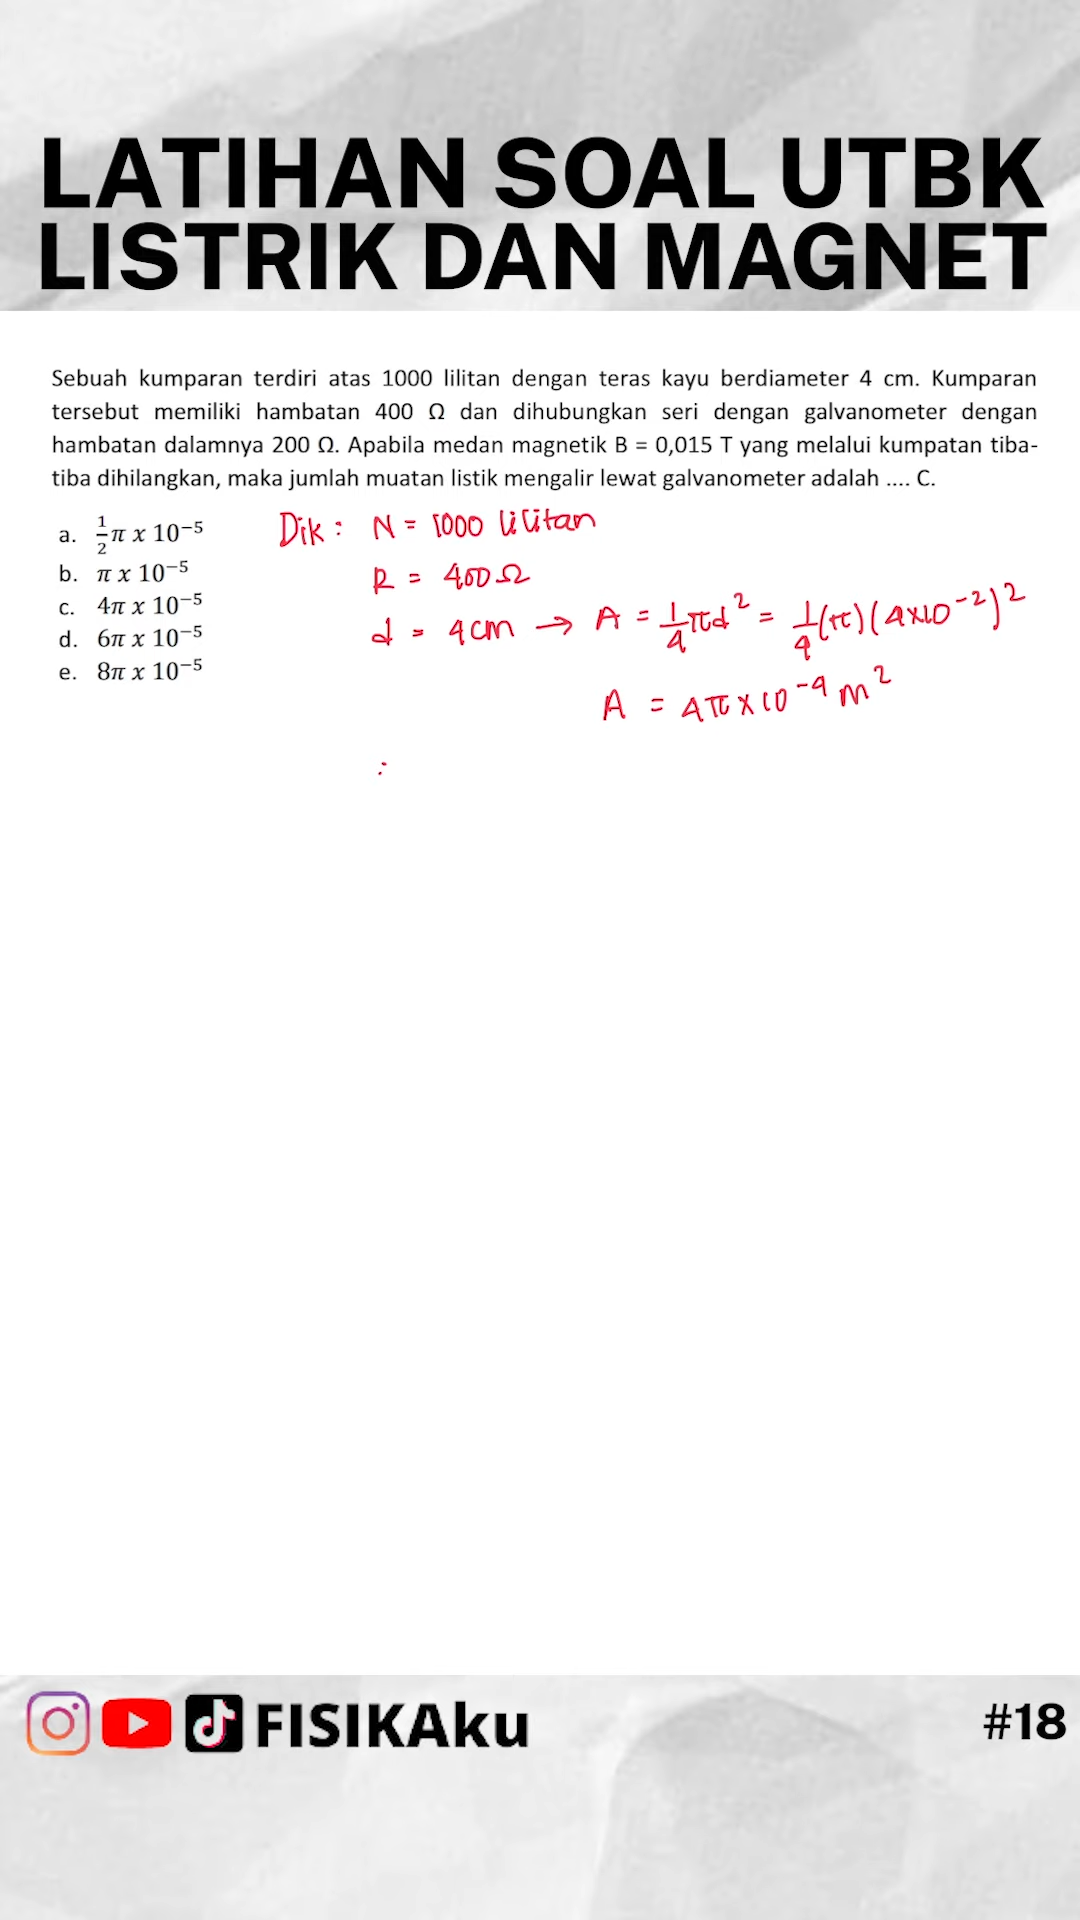 LATIHAN SOAL UTBK
LISTRIK DAN MAGNET
Sebuah kumparan terdiri atas 1000 lilitan dengan teras kayu berdiameter 4 cm. Kumparan
tersebut memiliki hambatan 400 Ω dan dihubungkan seri dengan galvanometer dengan
hambatan dalamnya 200 Ω. Apabila medan magnetik B = 0,015 T yang melalui kumpatan tiba-
tiba dihilangkan, maka jumlah muatan listik mengalir lewat galvanometer adalah .... C.
a. 1/2 π x 10⁻⁵
b. π x 10⁻⁵
c. 4π x 10⁻⁵
d. 6π x 10⁻⁵
e. 8π x 10⁻⁵
Dik : N = 1000 lilitan
R = 400 Ω
d = 4 cm → A = 1/4 πd² = 1/4 (π)(4x10⁻²)²
A = 4π x 10⁻⁴ m²
:
FISIKAku
#18